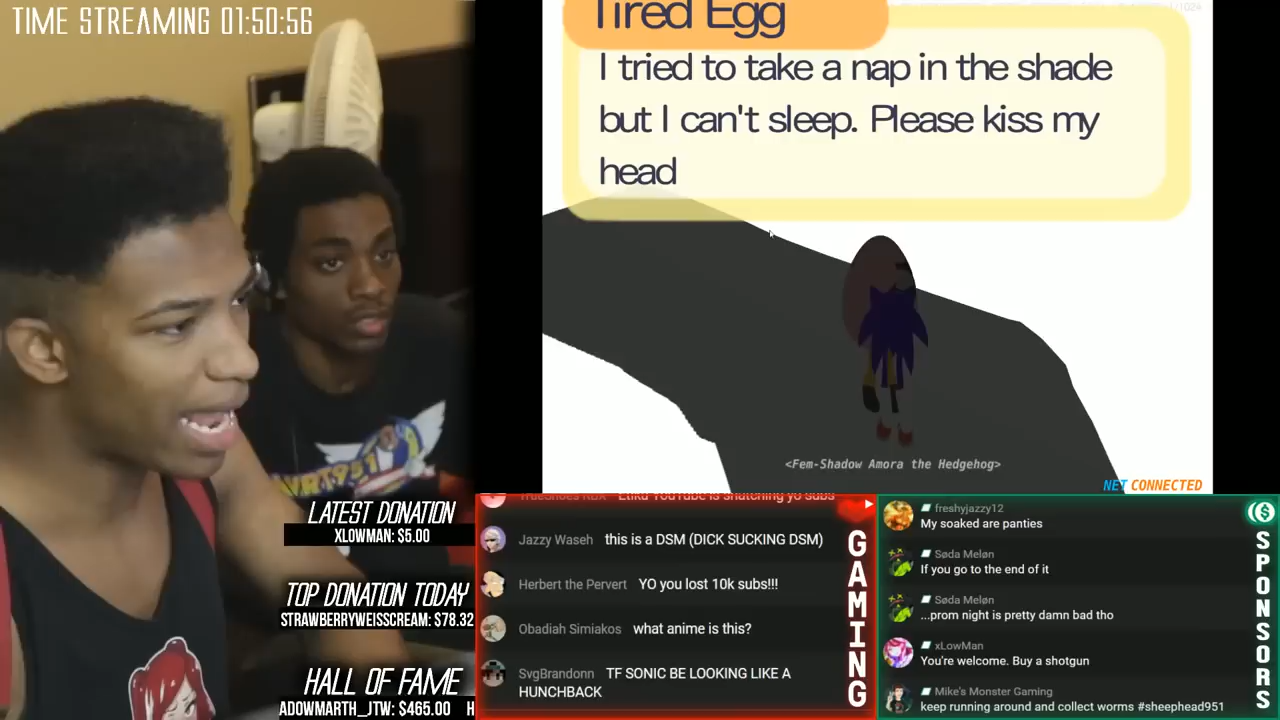 TIME STREAMING 01:50:56
Tired Egg
I tried to take a nap in the shade
but I can't sleep. Please kiss my
head
<Fem-Shadow Amora the Hedgehog>
NET CONNECTED
LATEST DONATION
XLOWMAN: $5.00
TOP DONATION TODAY
STRAWBERRYWEISSCREAM: $78.32
HALL OF FAME
ADOWMARTH_JTW: $465.00 H
Etika YouTube is snatching yo subs
Jazzy Waseh this is a DSM (DICK SUCKING DSM)
Herbert the Pervert YO you lost 10k subs!!!
Obadiah Simiakos what anime is this?
SvgBrandonn TF SONIC BE LOOKING LIKE A
HUNCHBACK
GAMING
freshyjazzy12
My soaked are panties
Søda Meløn
If you go to the end of it
Søda Meløn
...prom night is pretty damn bad tho
xLowMan
You're welcome. Buy a shotgun
Mike's Monster Gaming
keep running around and collect worms #sheephead951
SPONSORS